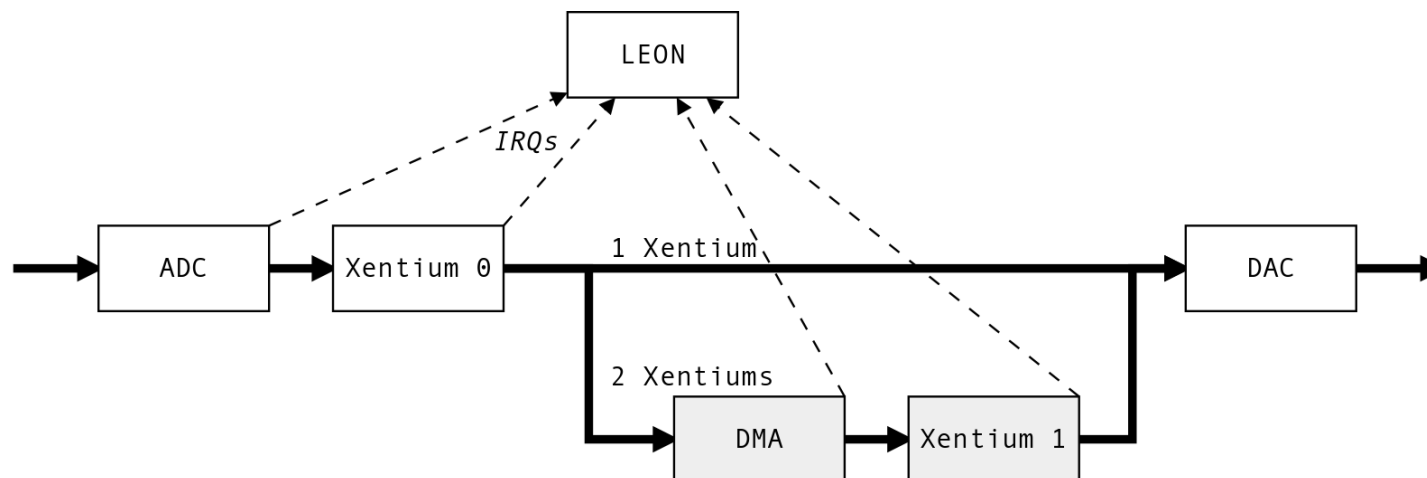 LEON
IRQs
ADC
Xentium 0
1 Xentium
DAC
2 Xentiums
DMA
Xentium 1